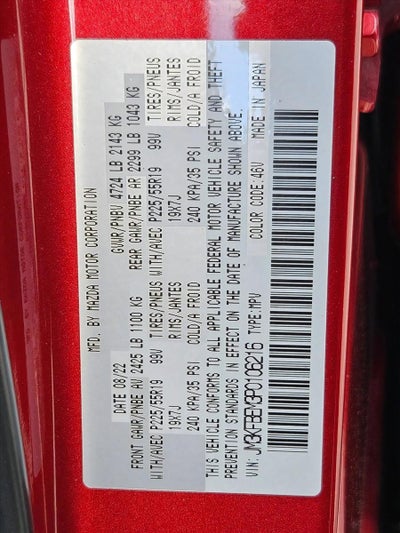 MFD. BY MAZDA MOTOR CORPORATION
DATE 08/22 GVWR/PNBV 4724 LB 2143 KG
FRONT GAWR/PNBE AV 2425 LB 1100 KG REAR GAWR/PNBE AR 2299 LB 1043 KG
WITH/AVEC P225/55R19 99V TIRES/PNEUS WITH/AVEC P225/55R19 99V TIRES/PNEUS
19X7J RIMS/JANTES 19X7J RIMS/JANTES
240 KPA/35 PSI COLD/A FROID 240 KPA/35 PSI COLD/A FROID
THIS VEHICLE CONFORMS TO ALL APPLICABLE FEDERAL MOTOR VEHICLE SAFETY AND THEFT
PREVENTION STANDARDS IN EFFECT ON THE DATE OF MANUFACTURE SHOWN ABOVE.
VIN: JM3KFBEM3P0106216 TYPE: MPV COLOR CODE: 46V MADE IN JAPAN